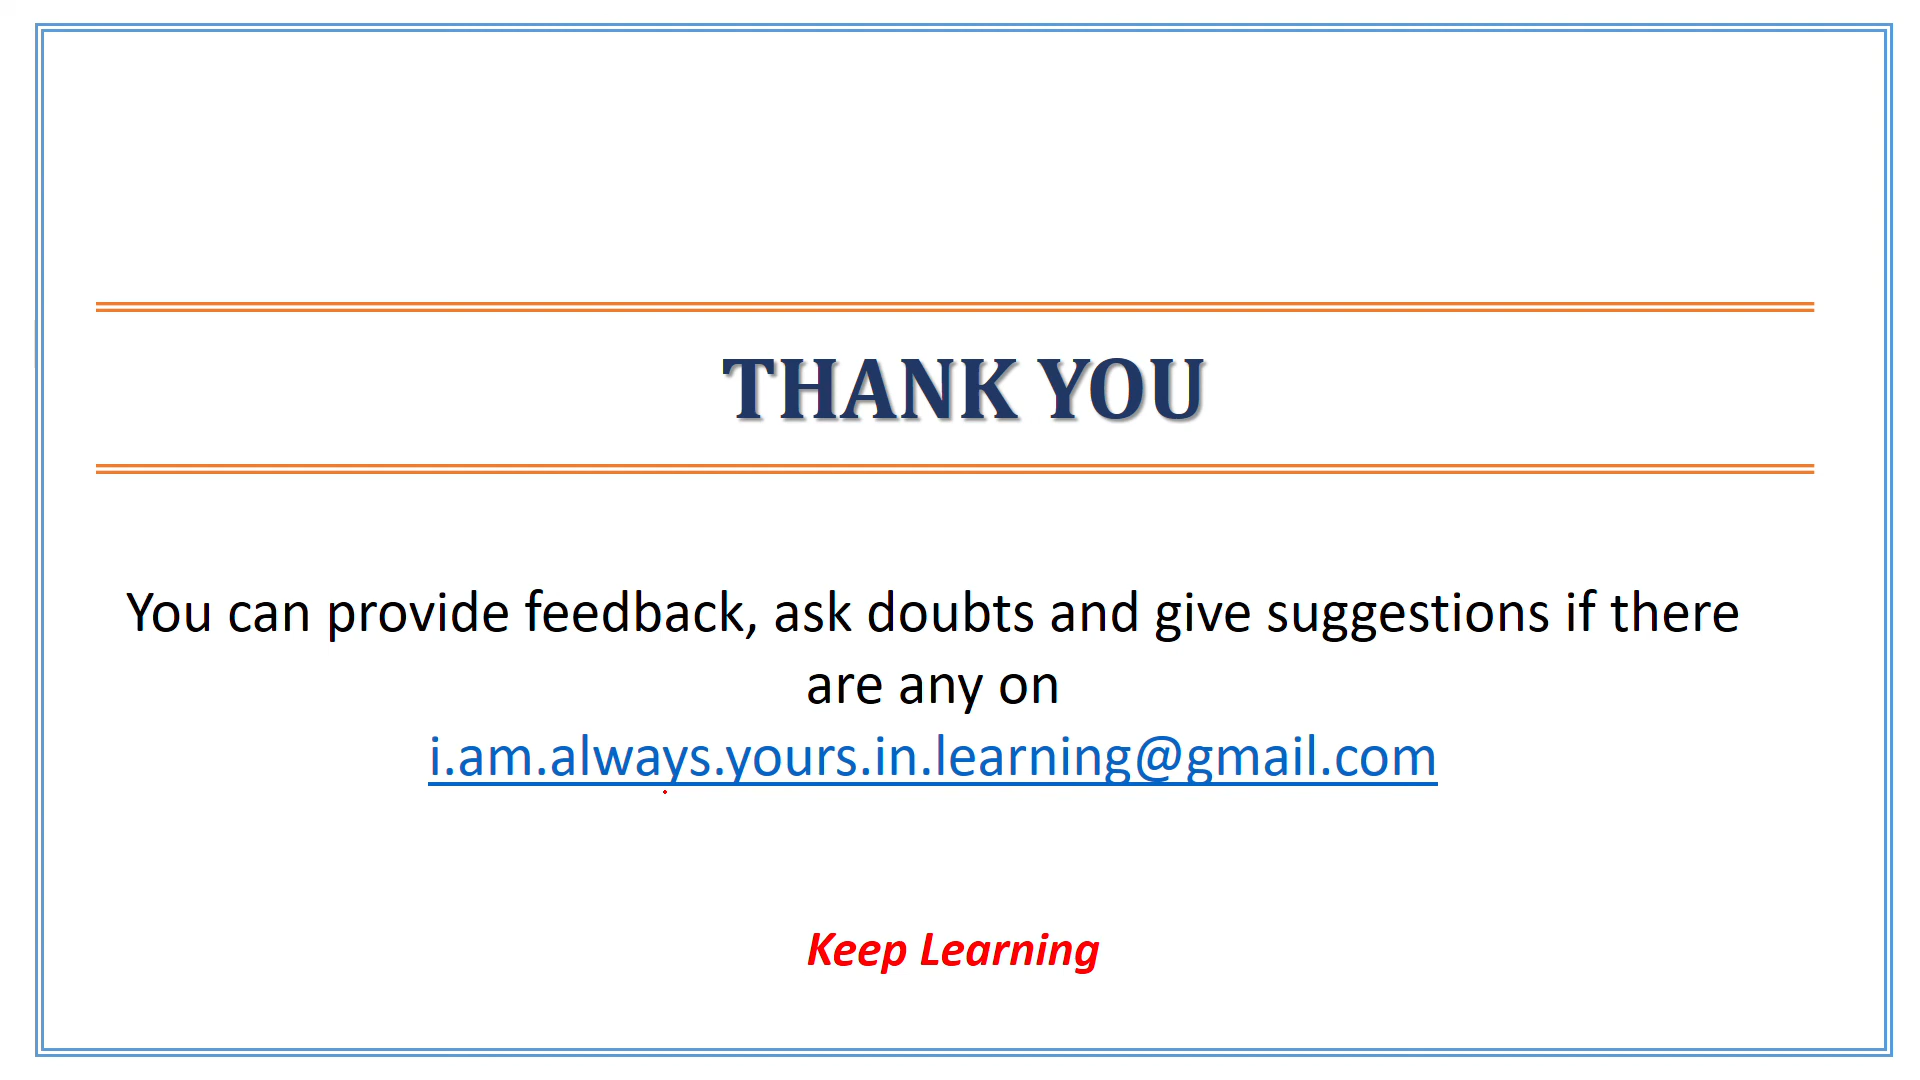 THANK YOU
You can provide feedback, ask doubts and give suggestions if there
are any on
i.am.always.yours.in.learning@gmail.com
Keep Learning